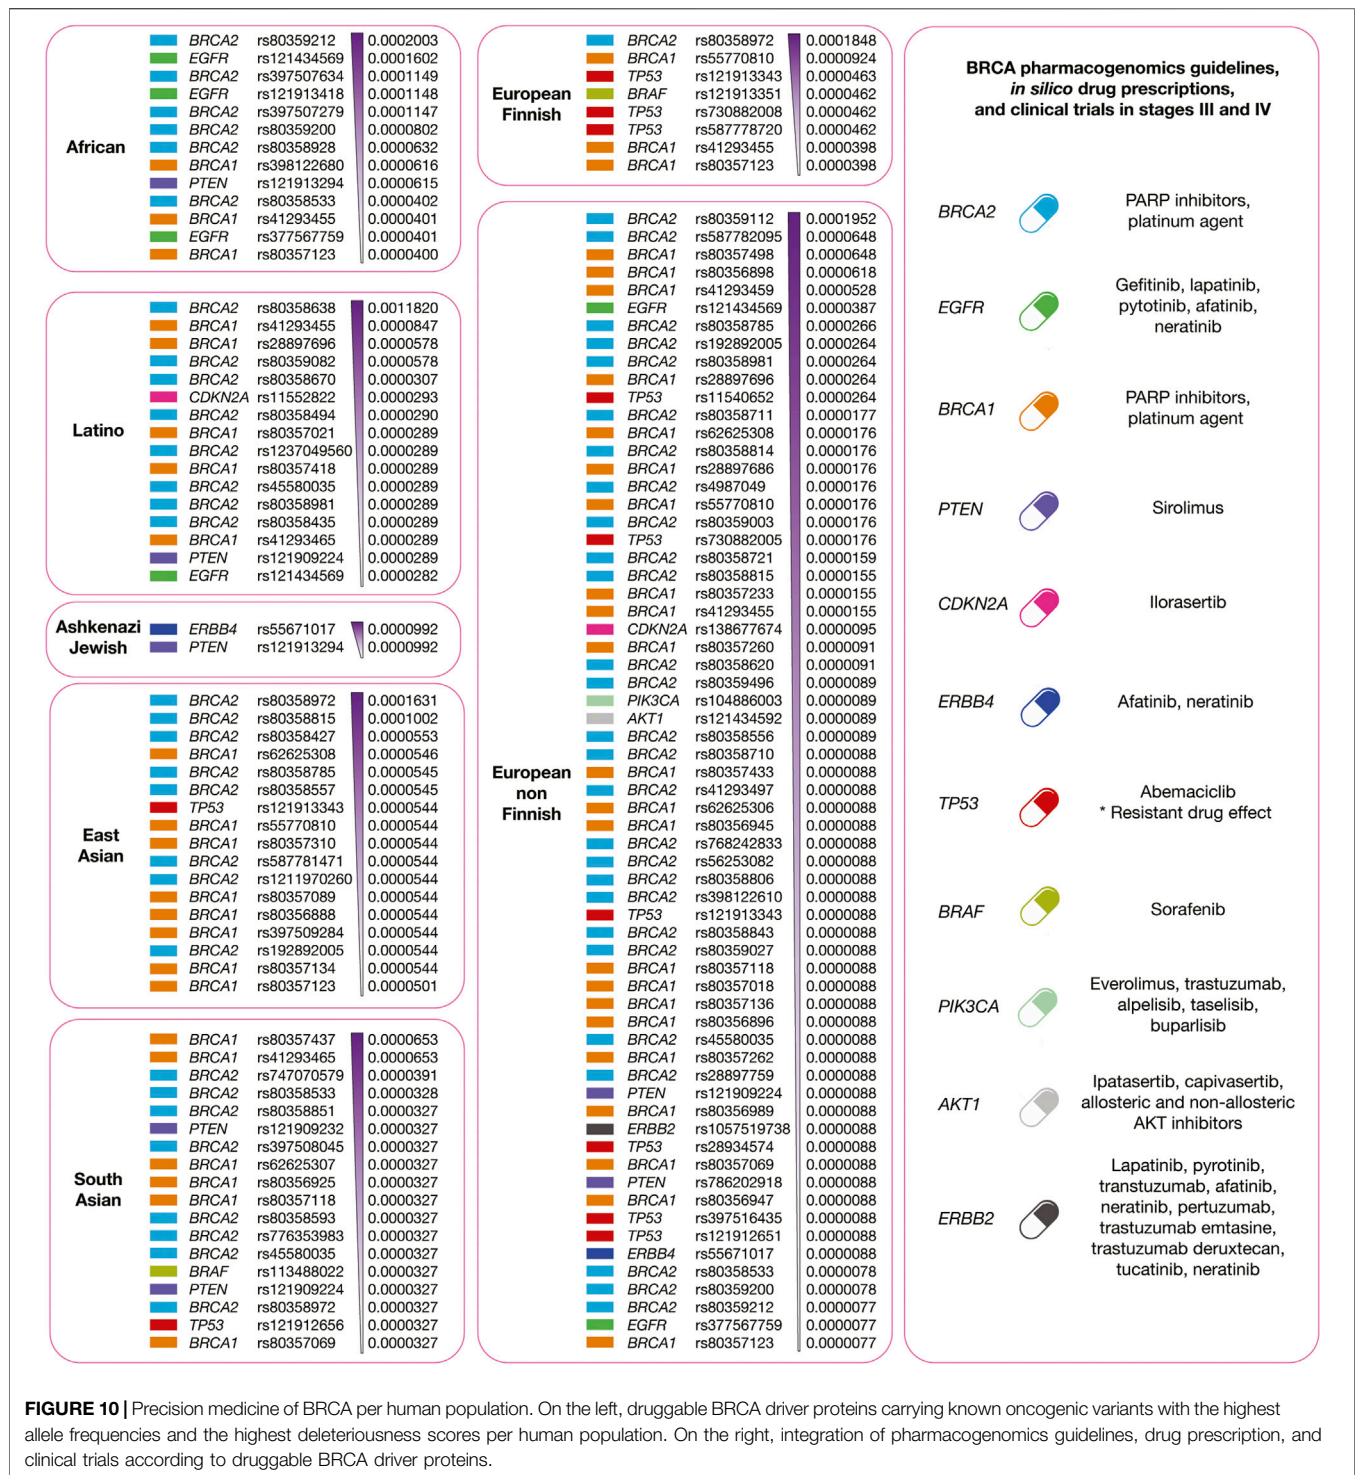 African
BRCA2 rs80359212 0.0002003
EGFR rs121434569 0.0001602
BRCA2 rs397507634 0.0001149
EGFR rs121913418 0.0001148
BRCA2 rs397507279 0.0001147
BRCA2 rs80359200 0.0000802
BRCA2 rs80358928 0.0000632
BRCA1 rs398122680 0.0000616
PTEN rs121913294 0.0000615
BRCA2 rs80358533 0.0000402
BRCA1 rs41293455 0.0000401
EGFR rs377567759 0.0000401
BRCA1 rs80357123 0.0000400
Latino
BRCA2 rs80358638 0.0011820
BRCA1 rs41293455 0.0000847
BRCA1 rs28897696 0.0000578
BRCA2 rs80359082 0.0000578
BRCA2 rs80358670 0.0000307
CDKN2A rs11552822 0.0000293
BRCA2 rs80358494 0.0000290
BRCA1 rs80357021 0.0000289
BRCA2 rs1237049560 0.0000289
BRCA1 rs80357418 0.0000289
BRCA2 rs45580035 0.0000289
BRCA2 rs80358981 0.0000289
BRCA2 rs80358435 0.0000289
BRCA1 rs41293465 0.0000289
PTEN rs121909224 0.0000289
EGFR rs121434569 0.0000282
Ashkenazi
Jewish
ERBB4 rs55671017 0.0000992
PTEN rs121913294 0.0000992
East
Asian
BRCA2 rs80358972 0.0001631
BRCA2 rs80358815 0.0001002
BRCA2 rs80358427 0.0000553
BRCA1 rs62625308 0.0000546
BRCA2 rs80358785 0.0000545
BRCA2 rs80358557 0.0000545
TP53 rs121913343 0.0000544
BRCA1 rs55770810 0.0000544
BRCA1 rs80357310 0.0000544
BRCA2 rs587781471 0.0000544
BRCA2 rs1211970260 0.0000544
BRCA1 rs80357089 0.0000544
BRCA1 rs80356888 0.0000544
BRCA1 rs397509284 0.0000544
BRCA2 rs192892005 0.0000544
BRCA1 rs80357134 0.0000544
BRCA1 rs80357123 0.0000501
South
Asian
BRCA1 rs80357437 0.0000653
BRCA1 rs41293465 0.0000653
BRCA2 rs747070579 0.0000391
BRCA2 rs80358533 0.0000328
BRCA2 rs80358851 0.0000327
PTEN rs121909232 0.0000327
BRCA2 rs397508045 0.0000327
BRCA1 rs62625307 0.0000327
BRCA1 rs80356925 0.0000327
BRCA1 rs80357118 0.0000327
BRCA2 rs80358593 0.0000327
BRCA2 rs776353983 0.0000327
BRCA2 rs45580035 0.0000327
BRAF rs113488022 0.0000327
PTEN rs121909224 0.0000327
BRCA2 rs80358972 0.0000327
TP53 rs121912656 0.0000327
BRCA1 rs80357069 0.0000327
European
Finnish
BRCA2 rs80358972 0.0001848
BRCA1 rs55770810 0.0000924
TP53 rs121913343 0.0000463
BRAF rs121913351 0.0000462
TP53 rs730882008 0.0000462
TP53 rs587778720 0.0000462
BRCA1 rs41293455 0.0000398
BRCA1 rs80357123 0.0000398
European
non
Finnish
BRCA2 rs80359112 0.0001952
BRCA2 rs587782095 0.0000648
BRCA1 rs80357498 0.0000648
BRCA1 rs80356898 0.0000618
BRCA1 rs41293459 0.0000528
EGFR rs121434569 0.0000387
BRCA2 rs80358785 0.0000266
BRCA2 rs192892005 0.0000264
BRCA2 rs80358981 0.0000264
BRCA1 rs28897696 0.0000264
TP53 rs11540652 0.0000264
BRCA2 rs80358711 0.0000177
BRCA1 rs62625308 0.0000176
BRCA2 rs80358814 0.0000176
BRCA1 rs28897686 0.0000176
BRCA2 rs4987049 0.0000176
BRCA1 rs55770810 0.0000176
BRCA2 rs80359003 0.0000176
TP53 rs730882005 0.0000176
BRCA2 rs80358721 0.0000159
BRCA2 rs80358815 0.0000155
BRCA1 rs80357233 0.0000155
BRCA1 rs41293455 0.0000155
CDKN2A rs138677674 0.0000095
BRCA1 rs80357260 0.0000091
BRCA2 rs80358620 0.0000091
BRCA2 rs80359496 0.0000089
PIK3CA rs104886003 0.0000089
AKT1 rs121434592 0.0000089
BRCA2 rs80358556 0.0000089
BRCA2 rs80358710 0.0000088
BRCA1 rs80357433 0.0000088
BRCA2 rs41293497 0.0000088
BRCA1 rs62625306 0.0000088
BRCA1 rs80356945 0.0000088
BRCA2 rs768242833 0.0000088
BRCA2 rs56253082 0.0000088
BRCA2 rs80358806 0.0000088
BRCA2 rs398122610 0.0000088
TP53 rs121913343 0.0000088
BRCA2 rs80358843 0.0000088
BRCA2 rs80359027 0.0000088
BRCA1 rs80357118 0.0000088
BRCA1 rs80357018 0.0000088
BRCA1 rs80357136 0.0000088
BRCA1 rs80356896 0.0000088
BRCA2 rs45580035 0.0000088
BRCA1 rs80357262 0.0000088
BRCA2 rs28897759 0.0000088
PTEN rs121909224 0.0000088
BRCA1 rs80356989 0.0000088
ERBB2 rs1057519738 0.0000088
TP53 rs28934574 0.0000088
BRCA1 rs80357069 0.0000088
PTEN rs786202918 0.0000088
BRCA1 rs80356947 0.0000088
TP53 rs397516435 0.0000088
TP53 rs121912651 0.0000088
ERBB4 rs55671017 0.0000088
BRCA2 rs80358533 0.0000078
BRCA2 rs80359200 0.0000078
BRCA2 rs80359212 0.0000077
EGFR rs377567759 0.0000077
BRCA1 rs80357123 0.0000077
BRCA pharmacogenomics guidelines,
in silico drug prescriptions,
and clinical trials in stages III and IV
BRCA2
PARP inhibitors,
platinum agent
EGFR
Gefitinib, lapatinib,
pytotinib, afatinib,
neratinib
BRCA1
PARP inhibitors,
platinum agent
PTEN
Sirolimus
CDKN2A
Ilorasertib
ERBB4
Afatinib, neratinib
TP53
Abemaciclib
* Resistant drug effect
BRAF
Sorafenib
PIK3CA
Everolimus, trastuzumab,
alpelisib, taselisib,
buparlisib
AKT1
Ipatasertib, capivasertib,
allosteric and non-allosteric
AKT inhibitors
ERBB2
Lapatinib, pyrotinib,
transtuzumab, afatinib,
neratinib, pertuzumab,
trastuzumab emtasine,
trastuzumab deruxtecan,
tucatinib, neratinib
FIGURE 10 | Precision medicine of BRCA per human population. On the left, druggable BRCA driver proteins carrying known oncogenic variants with the highest
allele frequencies and the highest deleteriousness scores per human population. On the right, integration of pharmacogenomics guidelines, drug prescription, and
clinical trials according to druggable BRCA driver proteins.